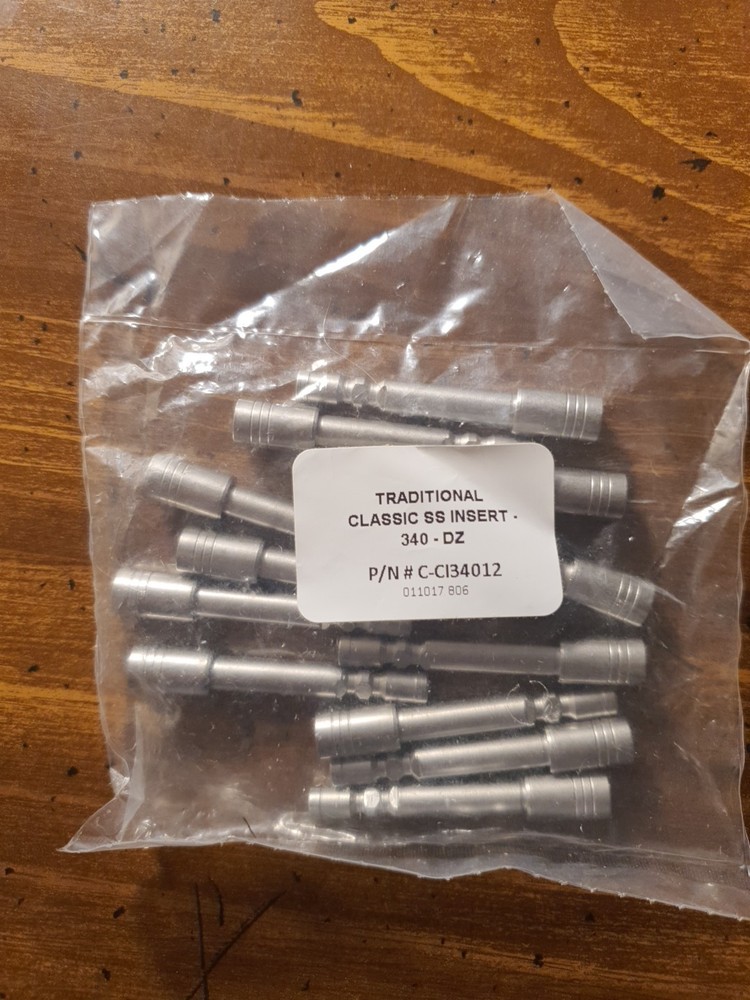 TRADITIONAL
CLASSIC SS INSERT -
340 - DZ
P/N # C-CI34012
011017 806